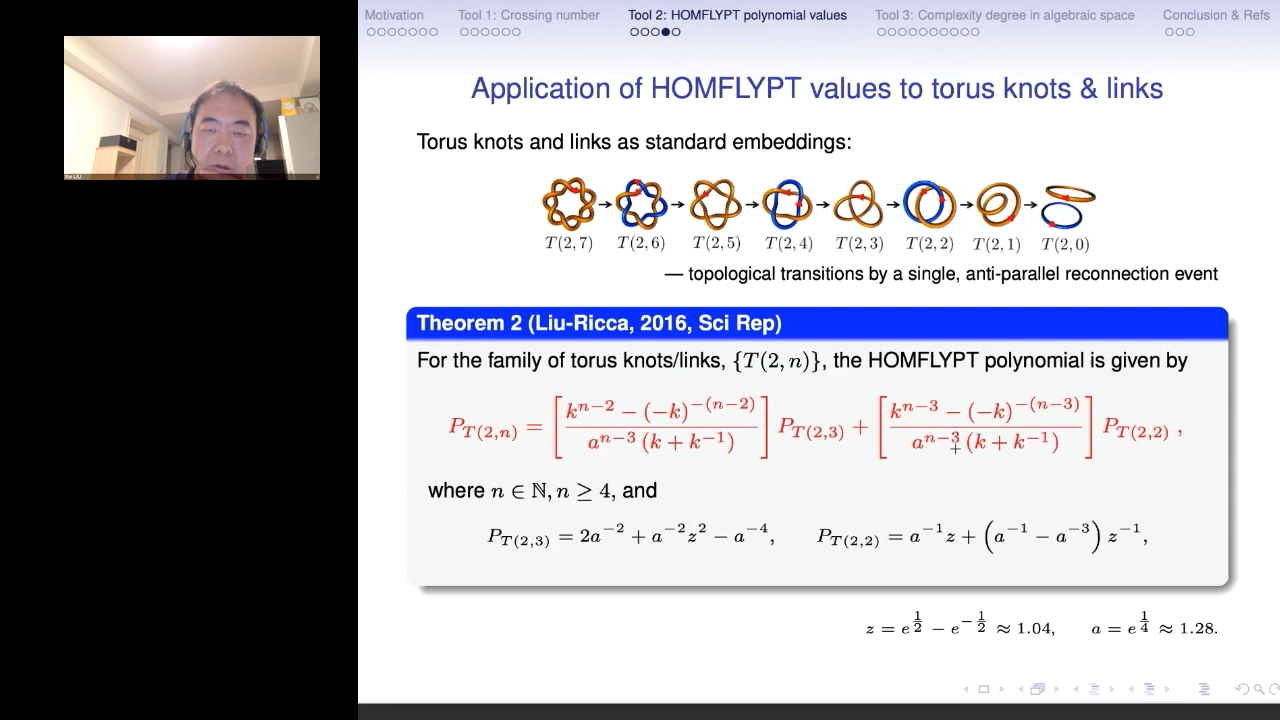 Motivation Tool 1: Crossing number Tool 2: HOMFLYPT polynomial values Tool 3: Complexity degree in algebraic space Conclusion & Refs
Application of HOMFLYPT values to torus knots & links
Torus knots and links as standard embeddings:
T(2,7) T(2,6) T(2,5) T(2,4) T(2,3) T(2,2) T(2,1) T(2,0)
— topological transitions by a single, anti-parallel reconnection event
Theorem 2 (Liu-Ricca, 2016, Sci Rep)
For the family of torus knots/links, {T(2, n)}, the HOMFLYPT polynomial is given by
P_{T(2,n)} = [ (k^{n−2} − (−k)^{−(n−2)}) / (a^{n−3} (k + k^{−1})) ] P_{T(2,3)} + [ (k^{n−3} − (−k)^{−(n−3)}) / (a^{n−3} (k + k^{−1})) ] P_{T(2,2)} ,
where n ∈ ℕ, n ≥ 4, and
P_{T(2,3)} = 2a^{−2} + a^{−2}z^{2} − a^{−4}, P_{T(2,2)} = a^{−1}z + (a^{−1} − a^{−3}) z^{−1},
z = e^{1/2} − e^{−1/2} ≈ 1.04, a = e^{1/4} ≈ 1.28.
Xin LIU